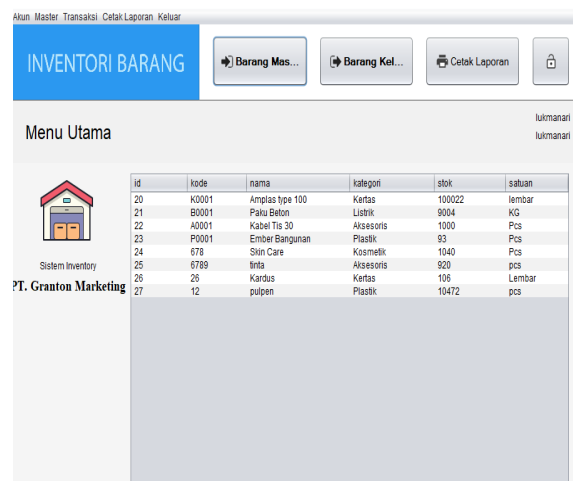 Akun Master Transaksi Cetak Laporan Keluar
INVENTORI BARANG
Barang Mas...
Barang Kel...
Cetak Laporan
Menu Utama
lukmanari
lukmanari
Sistem Inventory
PT. Granton Marketing
id kode nama kategori stok satuan
20 K0001 Amplas type 100 Kertas 100022 lembar
21 B0001 Paku Beton Listrik 9004 KG
22 A0001 Kabel Tis 30 Aksesoris 1000 Pcs
23 P0001 Ember Bangunan Plastik 93 Pcs
24 678 Skin Care Kosmetik 1040 Pcs
25 6789 tinta Aksesoris 920 pcs
26 26 Kardus Kertas 106 Lembar
27 12 pulpen Plastik 10472 pcs